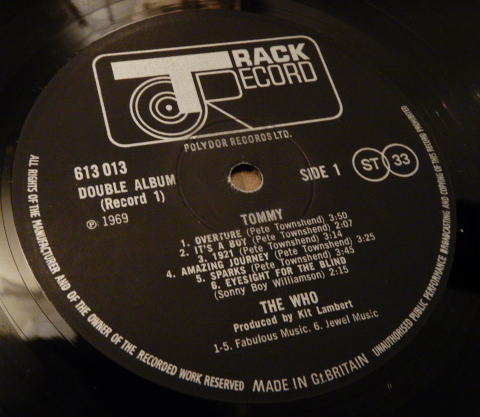 TRACK
RECORD
POLYDOR RECORDS LTD.
613 013
DOUBLE ALBUM
(Record 1)
℗ 1969
SIDE 1
ST 33
TOMMY
1. OVERTURE (Pete Townshend) 3:50
2. IT'S A BOY (Pete Townshend) 2:07
3. 1921 (Pete Townshend) 3:14
4. AMAZING JOURNEY (Pete Townshend) 3:25
5. SPARKS (Pete Townshend) 3:45
6. EYESIGHT FOR THE BLIND
(Sonny Boy Williamson) 2:15
THE WHO
Produced by Kit Lambert
1-5. Fabulous Music. 6. Jewel Music
ALL RIGHTS OF THE MANUFACTURER AND OF THE OWNER OF THE RECORDED WORK RESERVED
MADE IN Gt.BRITAIN
UNAUTHORISED PUBLIC PERFORMANCE BROADCASTING AND COPYING OF THIS RECORD PROHIBITED